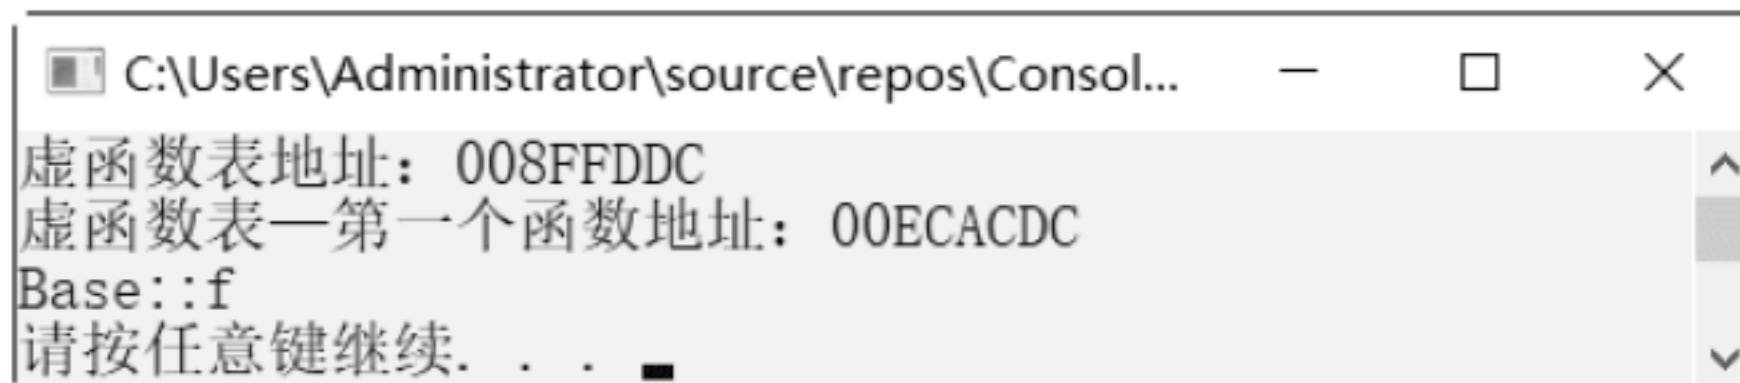 C:\Users\Administrator\source\repos\Consol...
虚函数表地址：008FFDDC
虚函数表—第一个函数地址：00ECACDC
Base::f
请按任意键继续. . .